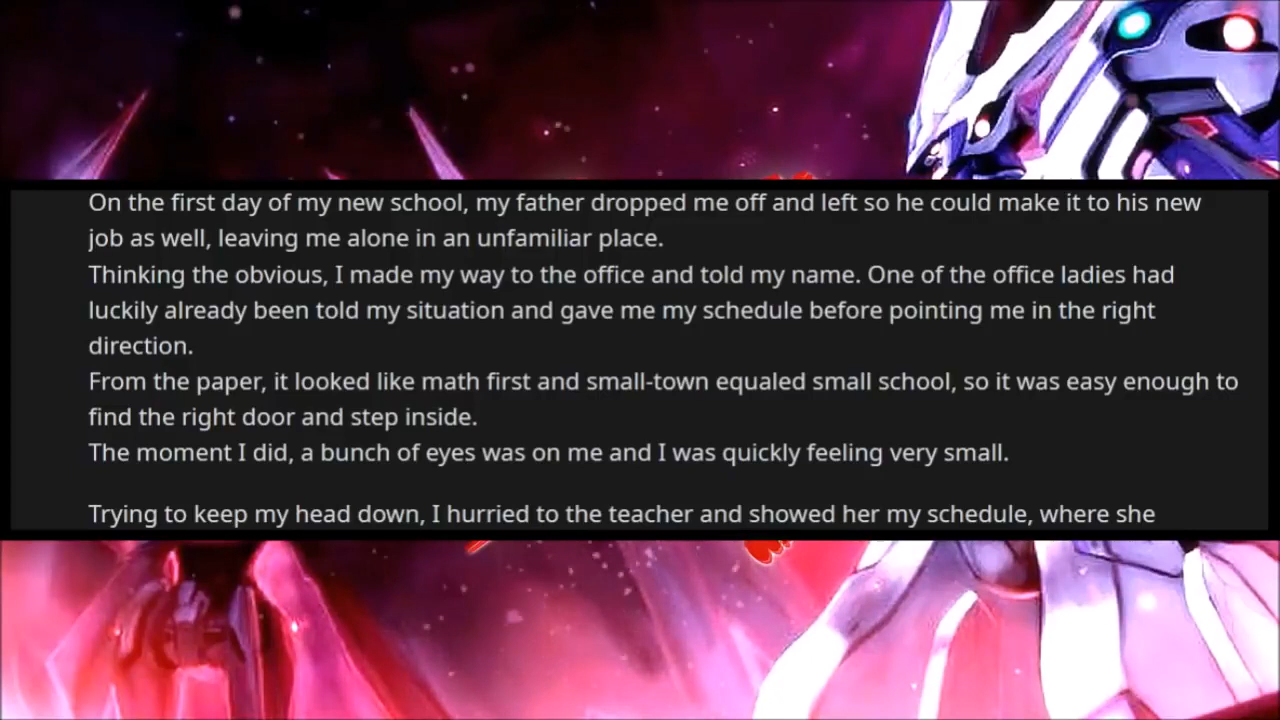 On the first day of my new school, my father dropped me off and left so he could make it to his new
job as well, leaving me alone in an unfamiliar place.
Thinking the obvious, I made my way to the office and told my name. One of the office ladies had
luckily already been told my situation and gave me my schedule before pointing me in the right
direction.
From the paper, it looked like math first and small-town equaled small school, so it was easy enough to
find the right door and step inside.
The moment I did, a bunch of eyes was on me and I was quickly feeling very small.
Trying to keep my head down, I hurried to the teacher and showed her my schedule, where she